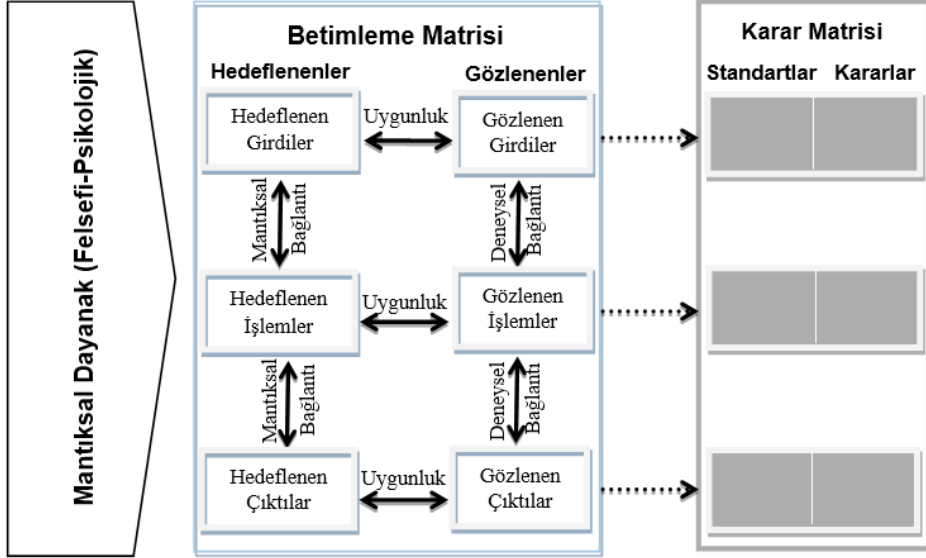 Mantıksal Dayanak (Felsefi-Psikolojik)
Betimleme Matrisi
Hedeflenenler
Gözlenenler
Hedeflenen
Girdiler
Uygunluk
Gözlenen
Girdiler
Mantıksal
Bağlantı
Deneysel
Bağlantı
Hedeflenen
İşlemler
Uygunluk
Gözlenen
İşlemler
Mantıksal
Bağlantı
Deneysel
Bağlantı
Hedeflenen
Çıktılar
Uygunluk
Gözlenen
Çıktılar
Karar Matrisi
Standartlar
Kararlar